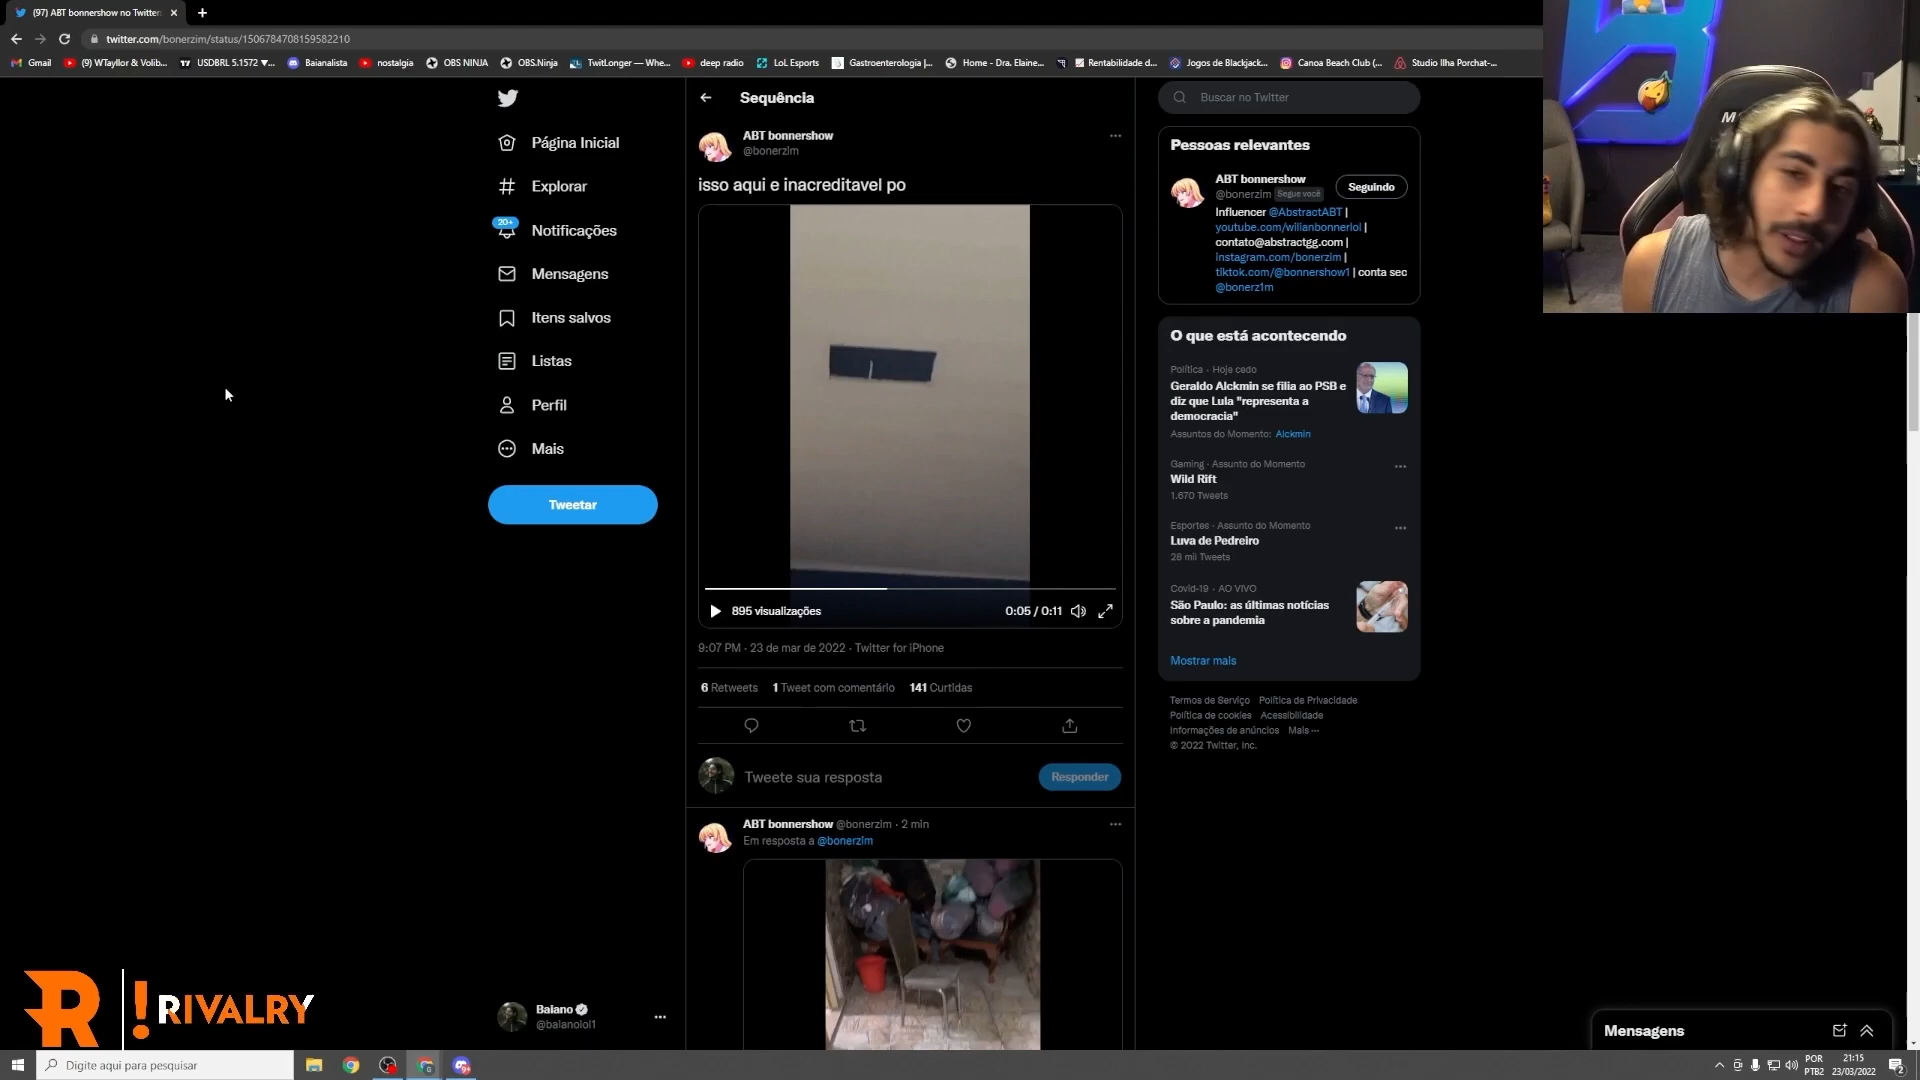 (97) ABT bonnershow no Twitter:
twitter.com/bonerzim/status/1506784708159582210
Gmail
(9) WTayllor & Volib...
USDBRL 5.1572 ▼...
Baianalista
nostalgia
OBS NINJA
OBS.Ninja
TwitLonger — Whe...
deep radio
LoL Esports
Gastroenterologia |...
Home - Dra. Elaine...
Rentabilidade d...
Jogos de Blackjack...
Canoa Beach Club (...
Studio Ilha Porchat-...
Página Inicial
Explorar
20+
Notificações
Mensagens
Itens salvos
Listas
Perfil
Mais
Tweetar
Baiano
@baianolol1
Sequência
ABT bonnershow
@bonerzim
isso aqui e inacreditavel po
895 visualizações
0:05 / 0:11
9:07 PM · 23 de mar de 2022 · Twitter for iPhone
6 Retweets 1 Tweet com comentário 141 Curtidas
Tweete sua resposta
Responder
ABT bonnershow @bonerzim · 2 min
Em resposta a @bonerzim
Buscar no Twitter
Pessoas relevantes
ABT bonnershow
@bonerzim Segue você
Seguindo
Influencer @AbstractABT |
youtube.com/wilianbonnerlol |
contato@abstractgg.com |
instagram.com/bonerzim |
tiktok.com/@bonnershow1 | conta sec
@bonerz1m
O que está acontecendo
Política · Hoje cedo
Geraldo Alckmin se filia ao PSB e
diz que Lula "representa a
democracia"
Assuntos do Momento: Alckmin
Gaming · Assunto do Momento
Wild Rift
1.670 Tweets
Esportes · Assunto do Momento
Luva de Pedreiro
28 mil Tweets
Covid-19 · AO VIVO
São Paulo: as últimas notícias
sobre a pandemia
Mostrar mais
Termos de Serviço Política de Privacidade
Política de cookies Acessibilidade
Informações de anúncios Mais ···
© 2022 Twitter, Inc.
Mensagens
R ! RIVALRY
Digite aqui para pesquisar
POR
PTB2
21:15
23/03/2022
2